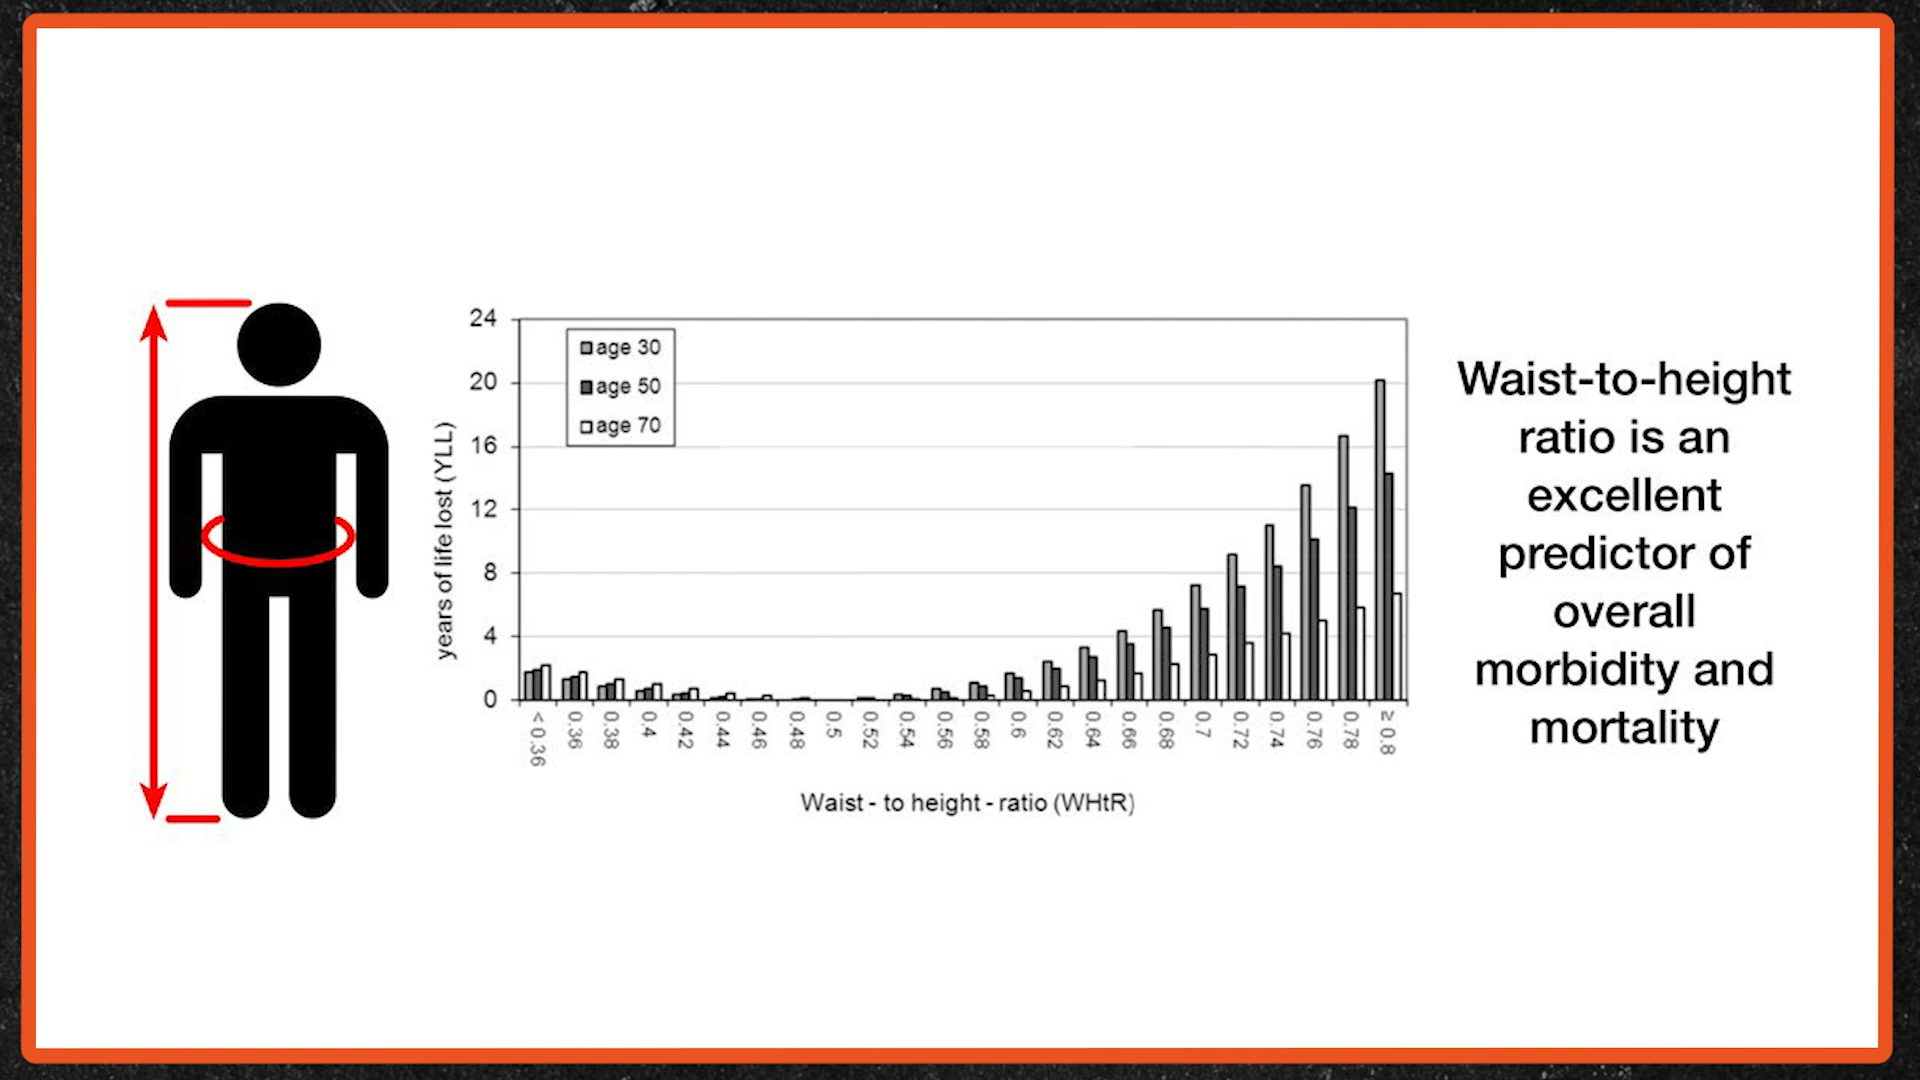 24
20
16
12
8
4
0
years of life lost (YLL)
age 30
age 50
age 70
< 0.36
0.36
0.38
0.4
0.42
0.44
0.46
0.48
0.5
0.52
0.54
0.56
0.58
0.6
0.62
0.64
0.66
0.68
0.7
0.72
0.74
0.76
0.78
≥ 0.8
Waist - to height - ratio (WHtR)
Waist-to-height
ratio is an
excellent
predictor of
overall
morbidity and
mortality